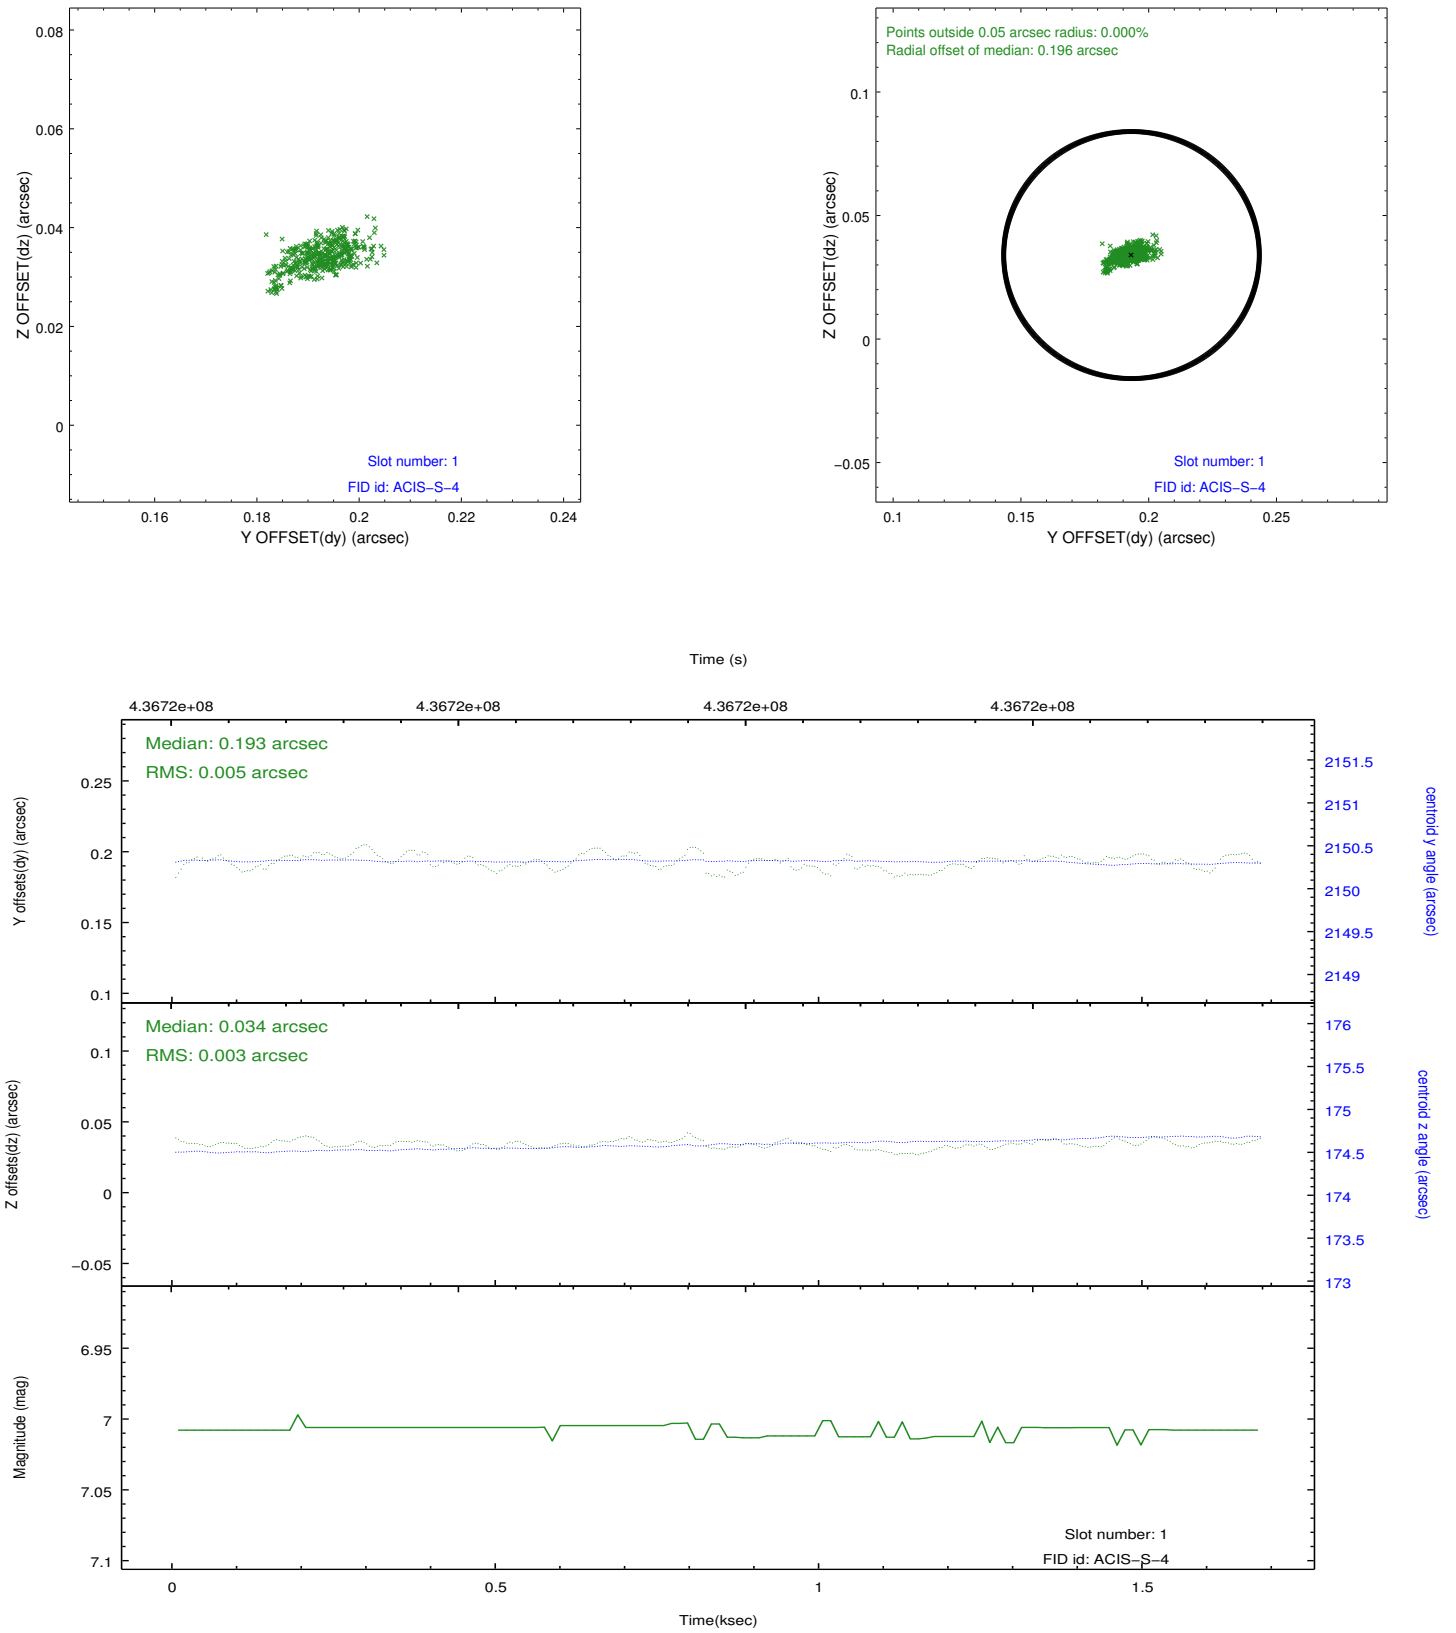 0.08
0.06
0.04
0.02
0
Z OFFSET(dz) (arcsec)
Slot number: 1
FID id: ACIS−S−4
0.16 0.18 0.2 0.22 0.24
Y OFFSET(dy) (arcsec)
Points outside 0.05 arcsec radius: 0.000%
Radial offset of median: 0.196 arcsec
0.1
0.05
0
−0.05
Z OFFSET(dz) (arcsec)
Slot number: 1
FID id: ACIS−S−4
0.1 0.15 0.2 0.25
Y OFFSET(dy) (arcsec)
Time (s)
4.3672e+08 4.3672e+08 4.3672e+08 4.3672e+08
Median: 0.193 arcsec
RMS: 0.005 arcsec
0.25
0.2
0.15
0.1
Y offsets(dy) (arcsec)
2151.5
2151
2150.5
2150
2149.5
2149
centroid y angle (arcsec)
Median: 0.034 arcsec
RMS: 0.003 arcsec
0.1
0.05
0
−0.05
Z offsets(dz) (arcsec)
176
175.5
175
174.5
174
173.5
173
centroid z angle (arcsec)
6.95
7
7.05
7.1
Magnitude (mag)
Slot number: 1
FID id: ACIS−S−4
0 0.5 1 1.5
Time(ksec)